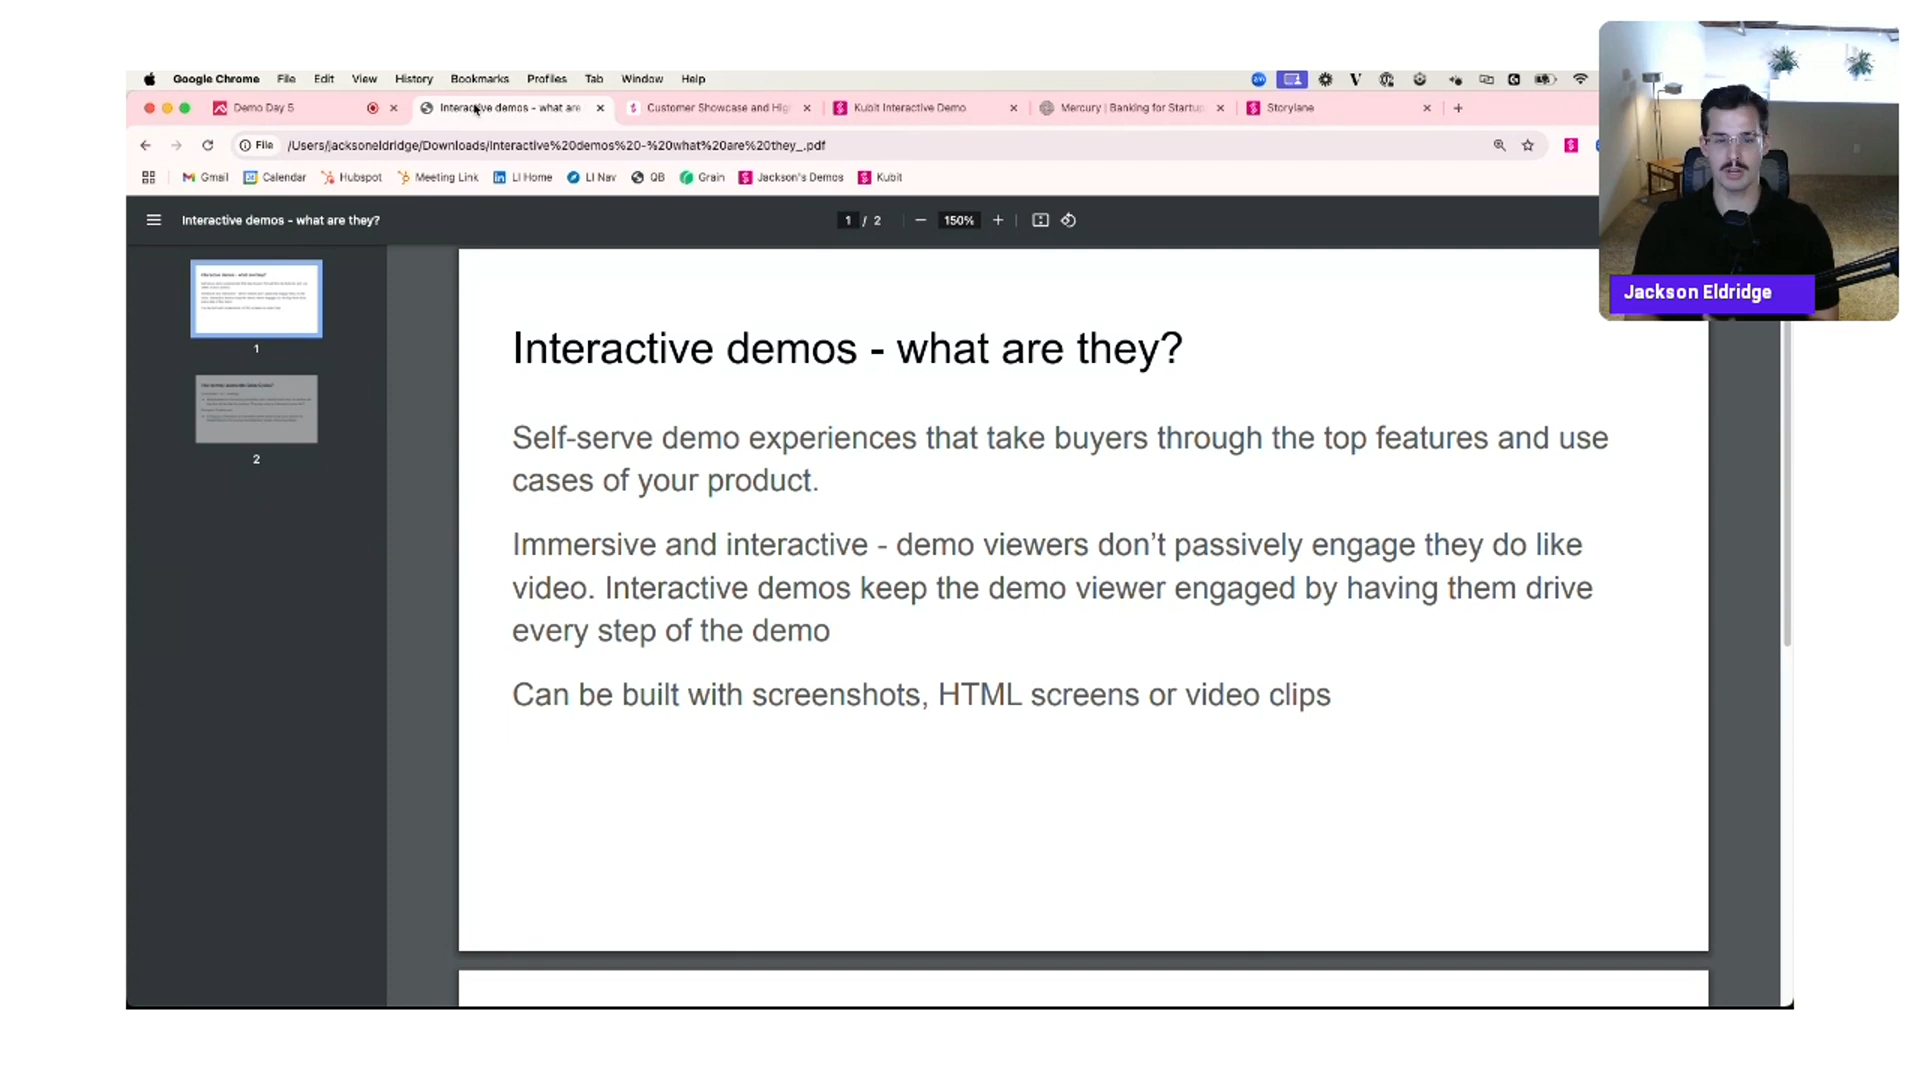 Google Chrome File Edit View History Bookmarks Profiles Tab Window Help
Demo Day 5
Interactive demos - what are
Customer Showcase and Hig
Kubit Interactive Demo
Mercury | Banking for Startup
Storylane
File /Users/jacksoneldridge/Downloads/Interactive%20demos%20-%20what%20are%20they_.pdf
Gmail Calendar Hubspot Meeting Link LI Home LI Nav QB Grain Jackson's Demos Kubit
Interactive demos - what are they?
1 / 2 150%
Jackson Eldridge
1
2
Interactive demos - what are they?
Self-serve demo experiences that take buyers through the top features and use
cases of your product.
Immersive and interactive - demo viewers don't passively engage they do like
video. Interactive demos keep the demo viewer engaged by having them drive
every step of the demo
Can be built with screenshots, HTML screens or video clips